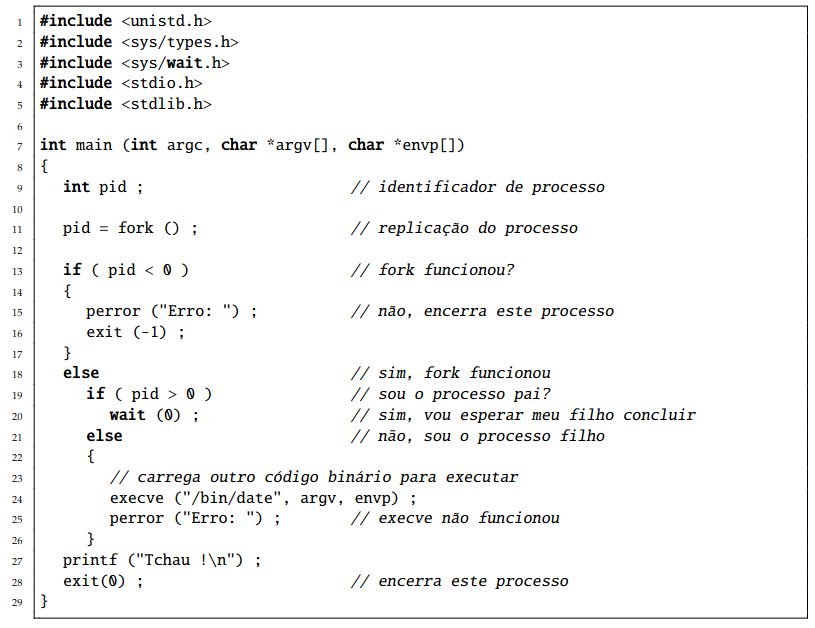 1 #include <unistd.h>
2 #include <sys/types.h>
3 #include <sys/wait.h>
4 #include <stdio.h>
5 #include <stdlib.h>
6
7 int main (int argc, char *argv[], char *envp[])
8 {
9 int pid ; // identificador de processo
10
11 pid = fork () ; // replicação do processo
12
13 if ( pid < 0 ) // fork funcionou?
14 {
15 perror ("Erro: ") ; // não, encerra este processo
16 exit (-1) ;
17 }
18 else // sim, fork funcionou
19 if ( pid > 0 ) // sou o processo pai?
20 wait (0) ; // sim, vou esperar meu filho concluir
21 else // não, sou o processo filho
22 {
23 // carrega outro código binário para executar
24 execve ("/bin/date", argv, envp) ;
25 perror ("Erro: ") ; // execve não funcionou
26 }
27 printf ("Tchau !\n") ;
28 exit(0) ; // encerra este processo
29 }